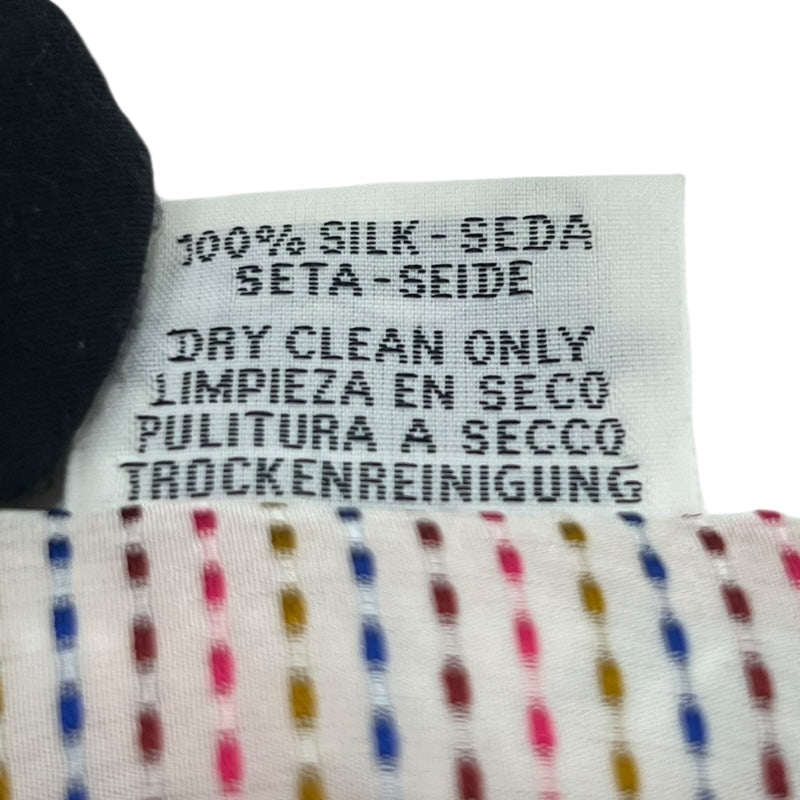 100% SILK - SEDA
SETA - SEIDE
DRY CLEAN ONLY
LIMPIEZA EN SECO
PULITURA A SECCO
TROCKENREINIGUNG